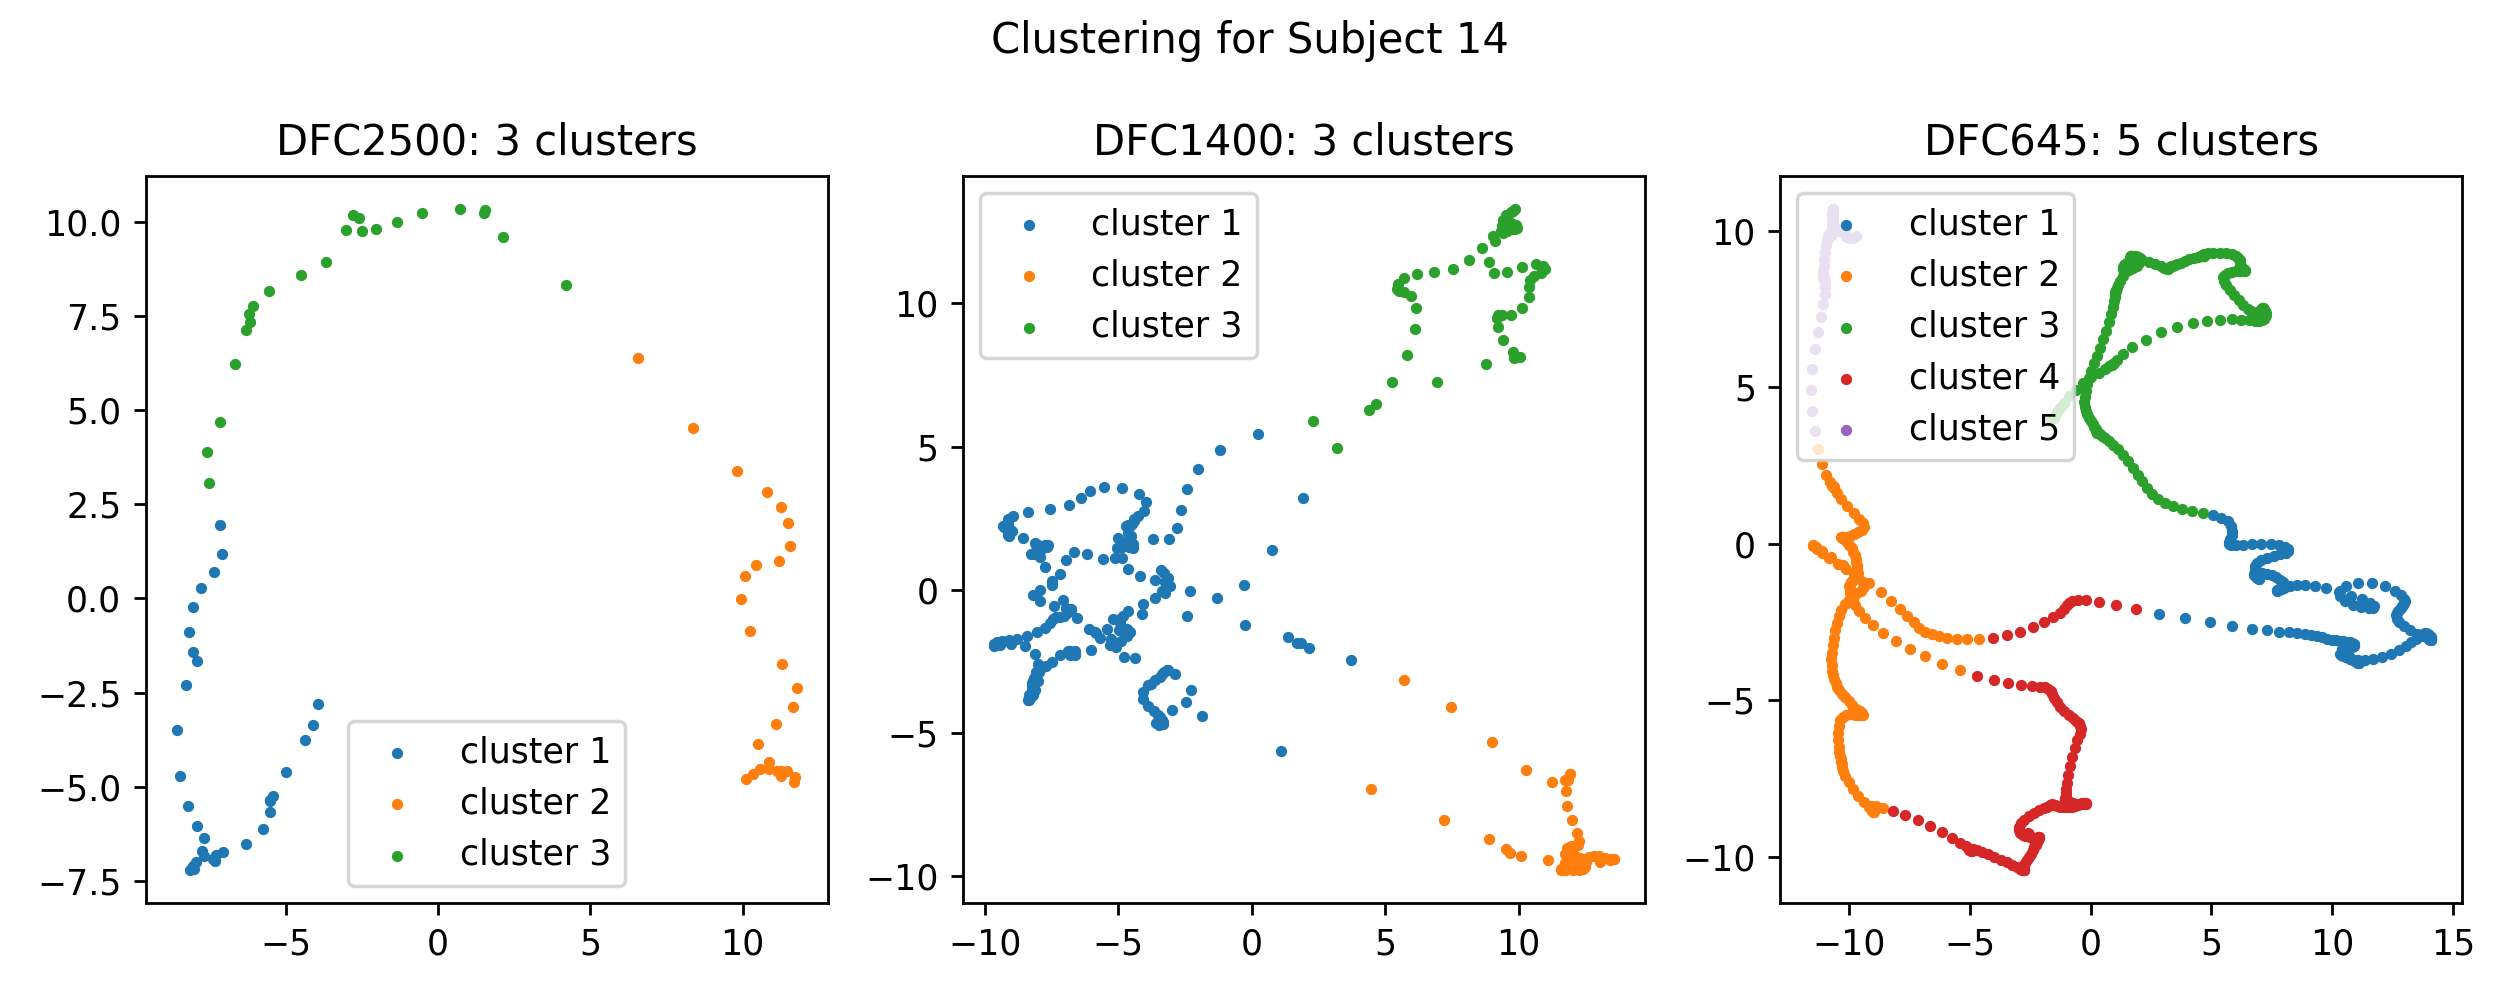 Clustering for Subject 14
DFC2500: 3 clusters
10.0
7.5
5.0
2.5
0.0
−2.5
−5.0
−7.5
−5
0
5
10
cluster 1
cluster 2
cluster 3
DFC1400: 3 clusters
cluster 1
cluster 2
cluster 3
10
5
0
−5
−10
−10
−5
0
5
10
DFC645: 5 clusters
cluster 1
cluster 2
cluster 3
cluster 4
cluster 5
10
5
0
−5
−10
−10
−5
0
5
10
15